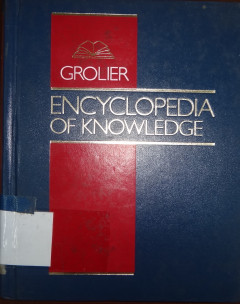 GROLIER
ENCYCLOPEDIA
OF KNOWLEDGE